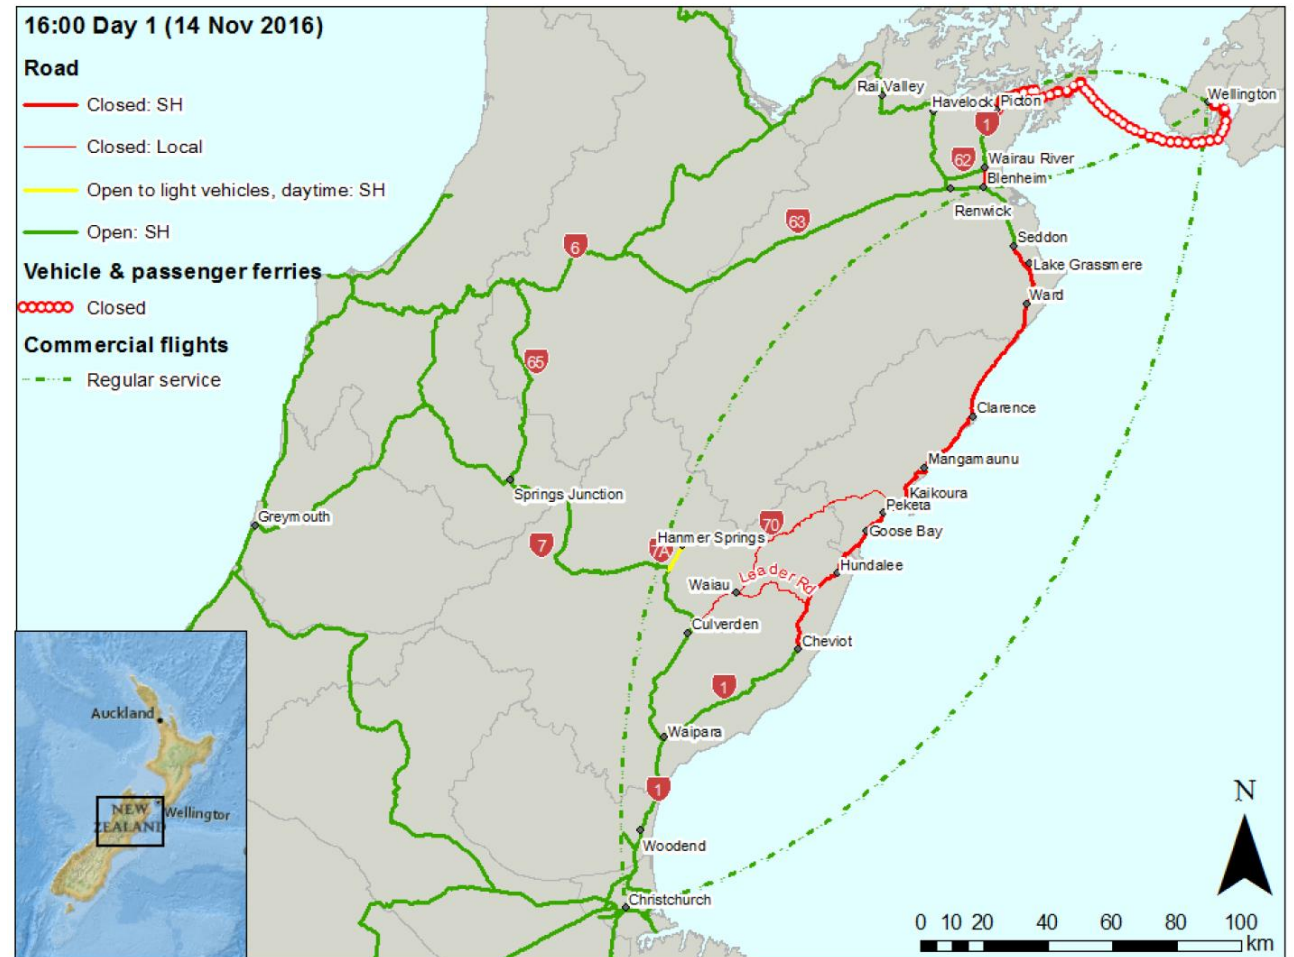 16:00 Day 1 (14 Nov 2016)
Road
Closed: SH
Closed: Local
Open to light vehicles, daytime: SH
Open: SH
Vehicle & passenger ferries
Closed
Commercial flights
Regular service
Rai Valley
Havelock
Picton
Wellington
1
62
Wairau River
Blenheim
Renwick
63
6
Seddon
Lake Grassmere
Ward
65
Clarence
Mangamaunu
Springs Junction
Kaikoura
Peketa
Greymouth
70
Goose Bay
7
7A
Hanmer Springs
Hundalee
Waiau
Leader Rd
Culverden
Cheviot
1
Waipara
1
Woodend
Christchurch
Auckland
Wellingtor
NEW
ZEALAND
N
0 10 20 40 60 80 100
km